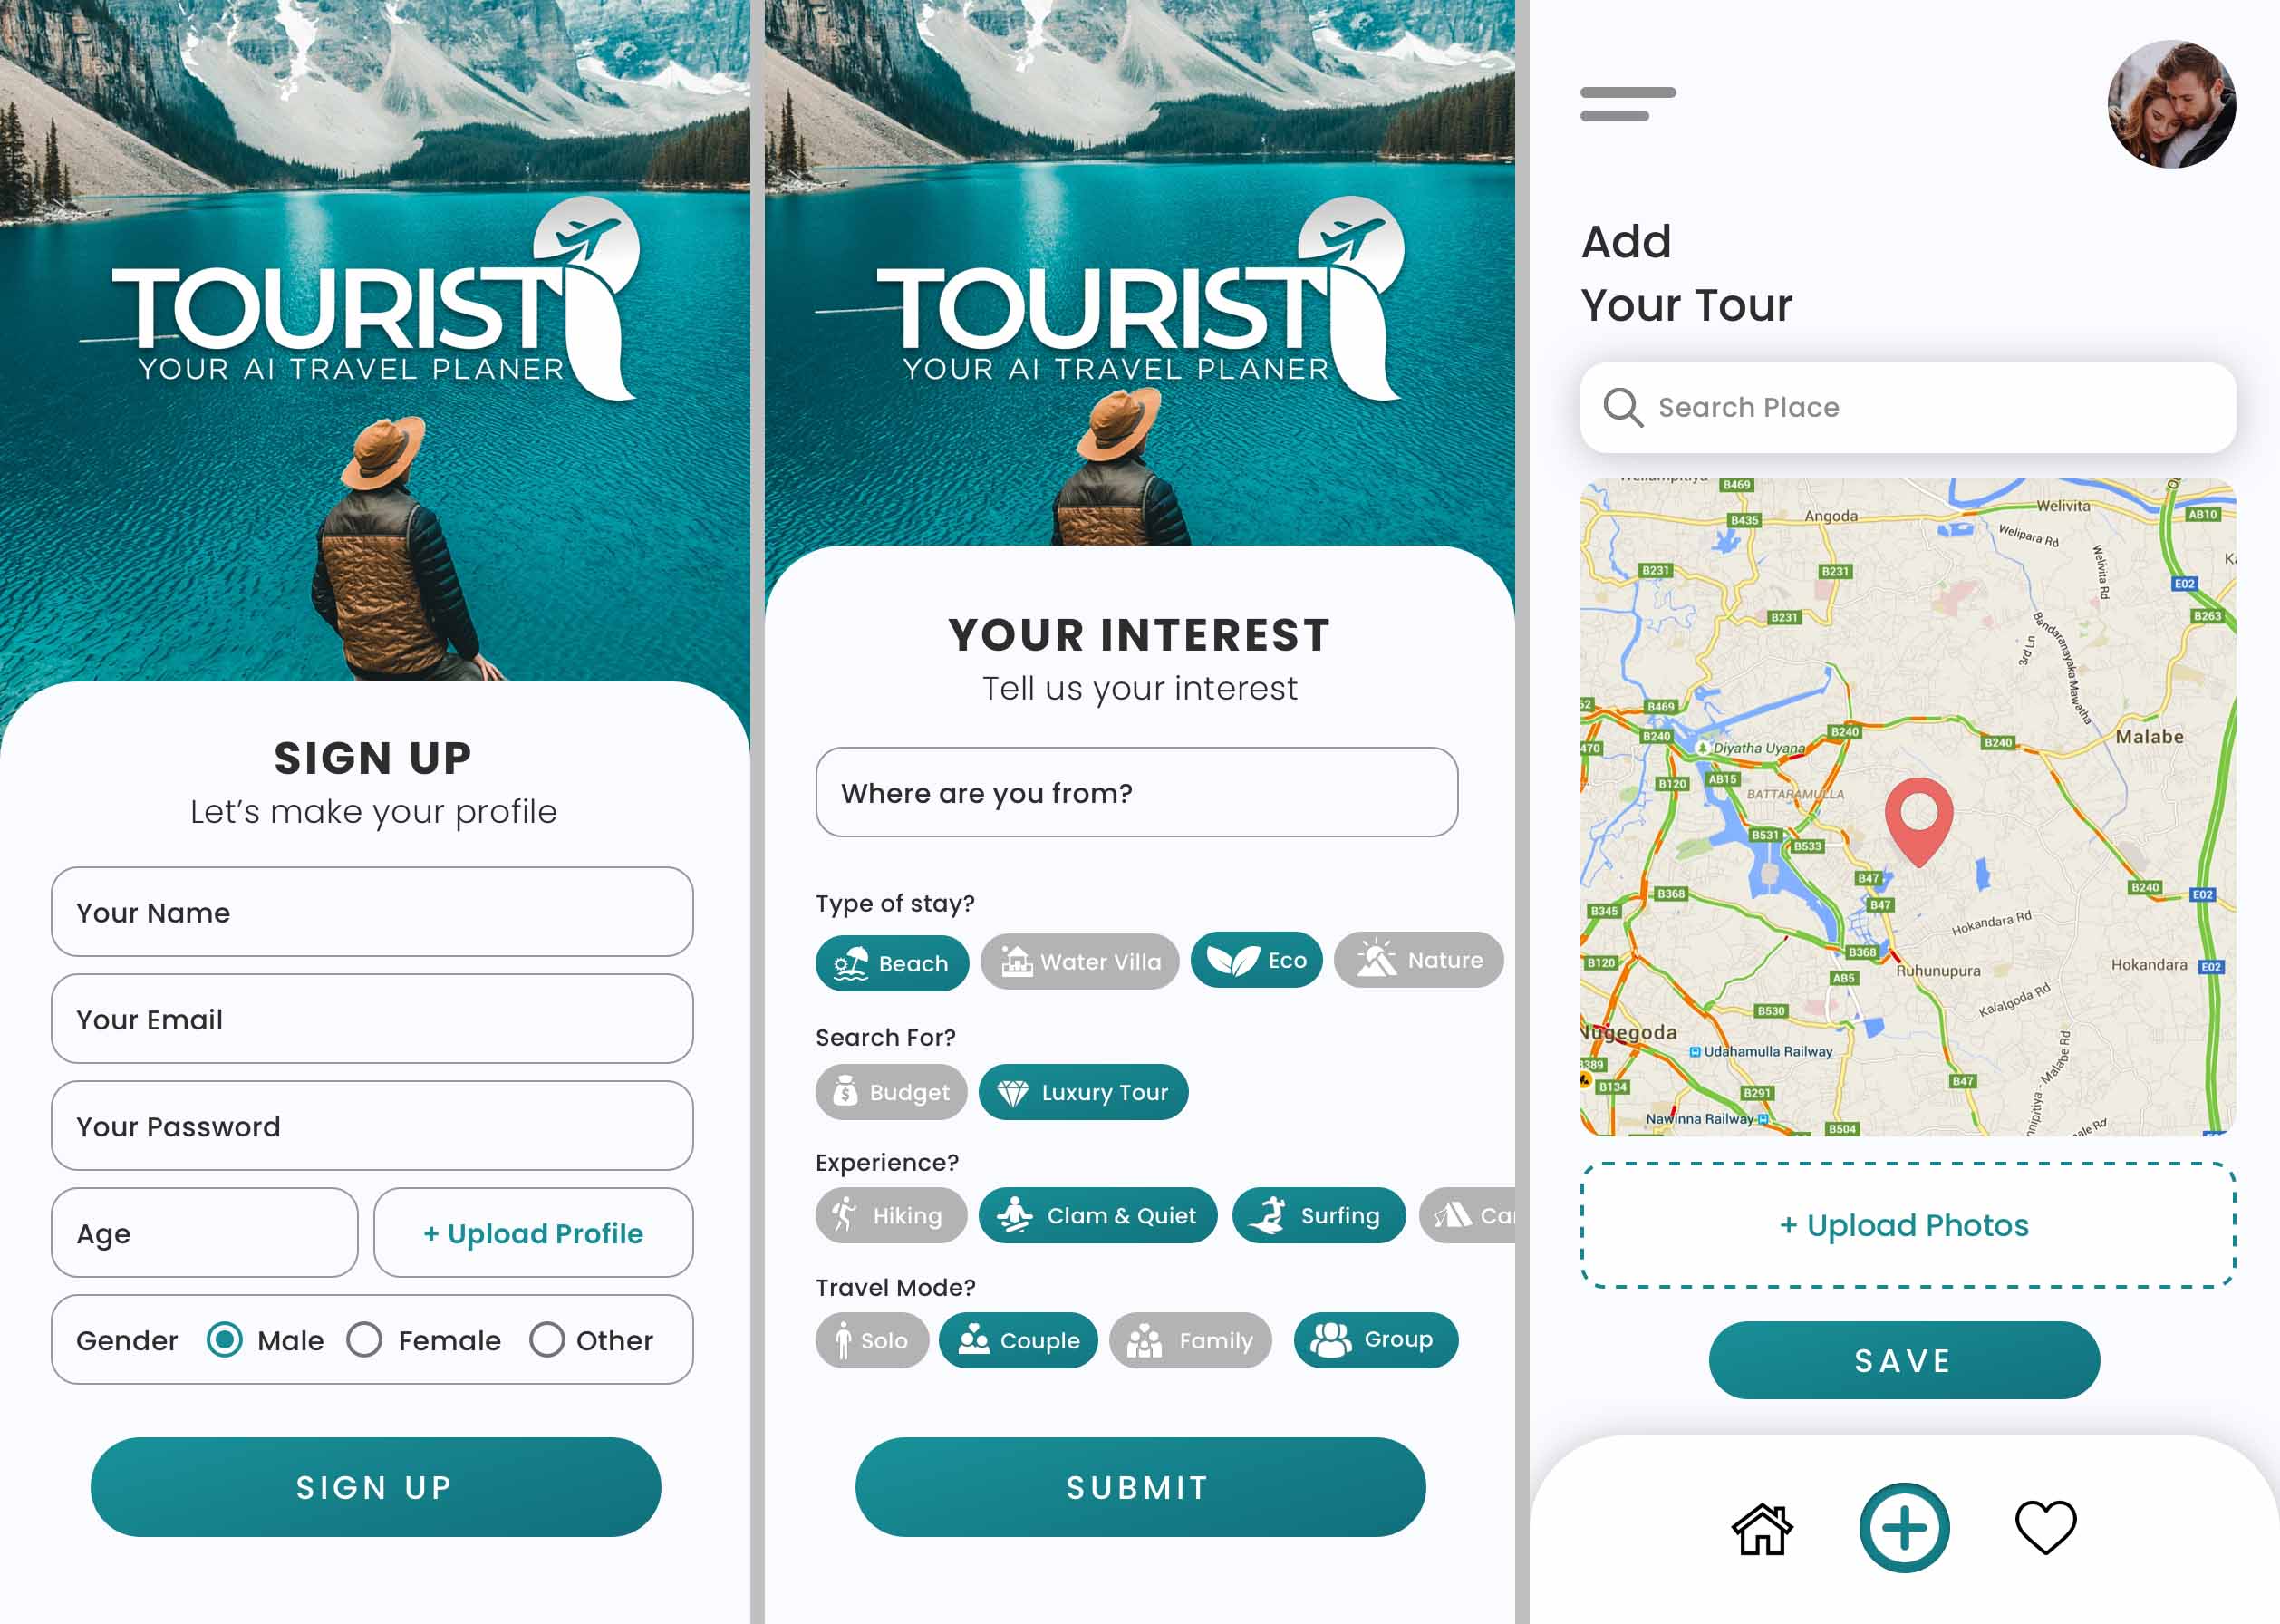 TOURIST
YOUR AI TRAVEL PLANER
SIGN UP
Let's make your profile
Your Name
Your Email
Your Password
Age
+ Upload Profile
Gender Male Female Other
SIGN UP
TOURIST
YOUR AI TRAVEL PLANER
YOUR INTEREST
Tell us your interest
Where are you from?
Type of stay?
Beach Water Villa Eco Nature
Search For?
Budget Luxury Tour
Experience?
Hiking Clam & Quiet Surfing
Travel Mode?
Solo Couple Family Group
SUBMIT
Add
Your Tour
Search Place
B469
Welivita
B435
Angoda
AB10
Welipara Rd
Welivita Rd
B231
B231
E02
B231
B263
3rd Ln
Bandaranayaka Mawatha
B469
B240
B240
B240
Malabe
Diyatha Uyana
B120
AB15
BATTARAMULLA
B531
B533
B47
B240
E02
B368
B345
B47
Hokandara Rd
B368
B120
Ruhunupura
Hokandara
E02
AB5
Kalalgoda Rd
B530
Nugegoda
Udahamulla Railway
B134
B291
B47
Nawinna Railway
B504
+ Upload Photos
SAVE